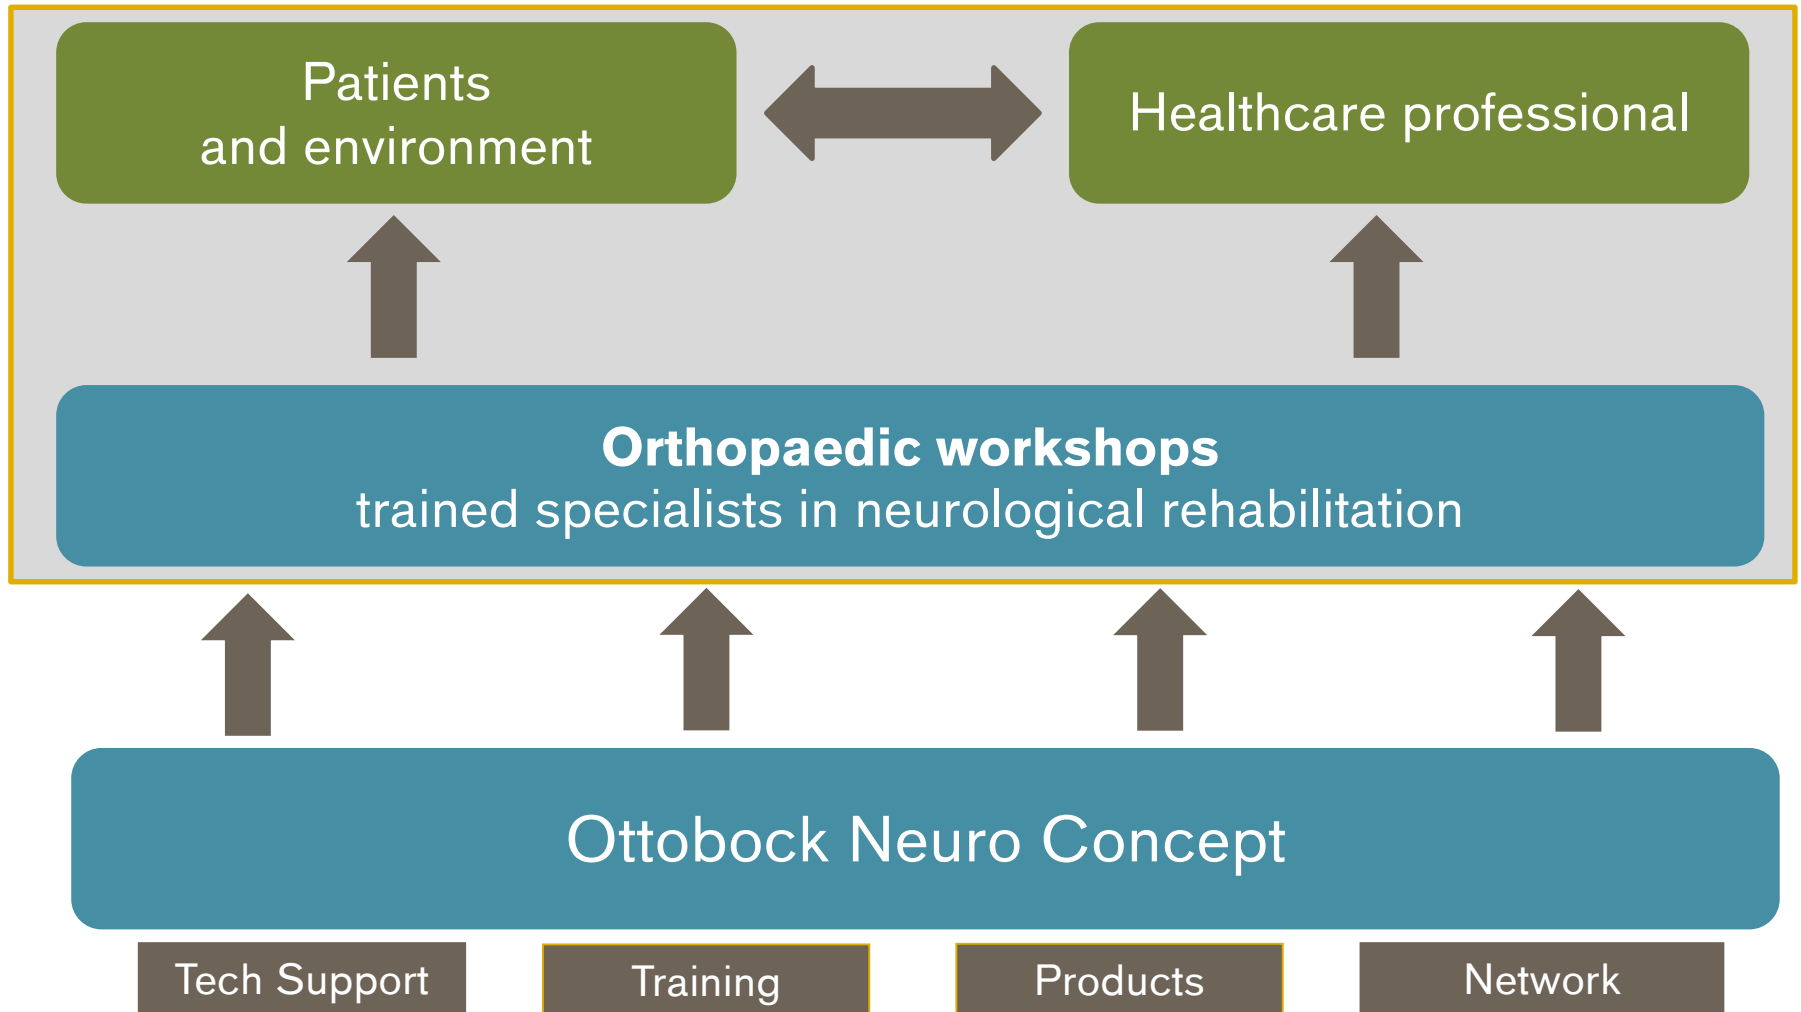 Patients
and environment
Healthcare professional
Orthopaedic workshops
trained specialists in neurological rehabilitation
Ottobock Neuro Concept
Tech Support
Training
Products
Network